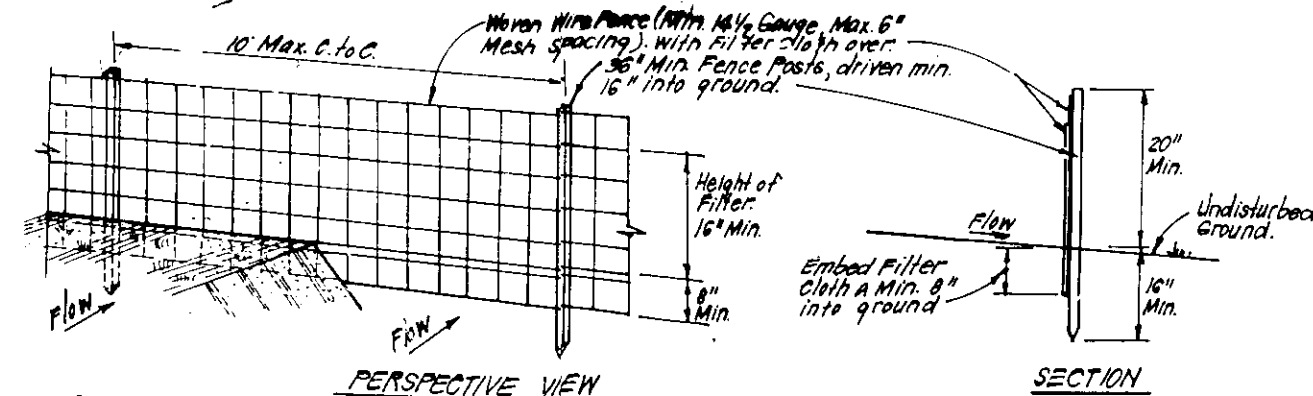 Woven Wire Fence (Min. 14½ Gauge, Max. 6"
Mesh spacing) with Filter cloth over.
36" Min. Fence Posts, driven min.
16" into ground.
10' Max. C. to C.
Height of
Filter
16" Min.
8"
Min.
Flow
Flow
PERSPECTIVE VIEW
20"
Min.
Undisturbed
Ground.
Flow
Embed Filter
Cloth A Min. 8"
into ground
16"
Min.
SECTION